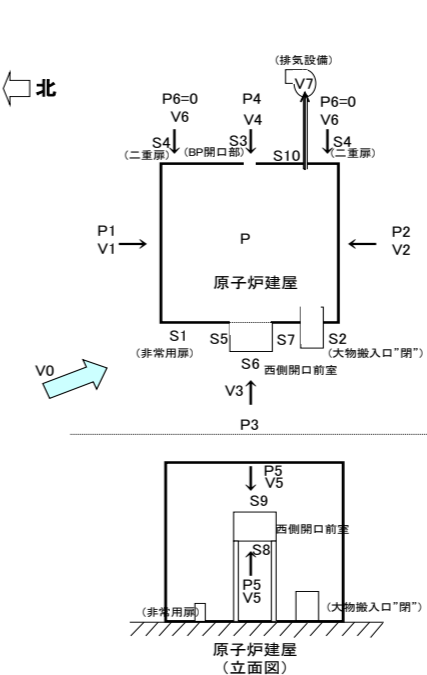 (排気設備)
北
V7
P6=0
V6
P4
V4
P6=0
V6
S4
(二重扉)
S3
(BP開口部)
S10
S4
(二重扉)
P1
V1
P
P2
V2
原子炉建屋
S1
(非常用扉)
S5
S7
S2
(大物搬入口"閉")
S6
西側開口前室
V0
V3
P3
P5
V5
S9
西側開口前室
S8
P5
V5
(非常用扉)
(大物搬入口"閉")
原子炉建屋
(立面図)